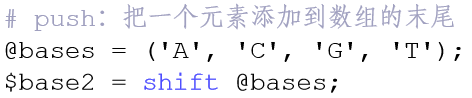 # push: 把一个元素添加到数组的末尾
@bases = ('A', 'C', 'G', 'T');
$base2 = shift @bases;